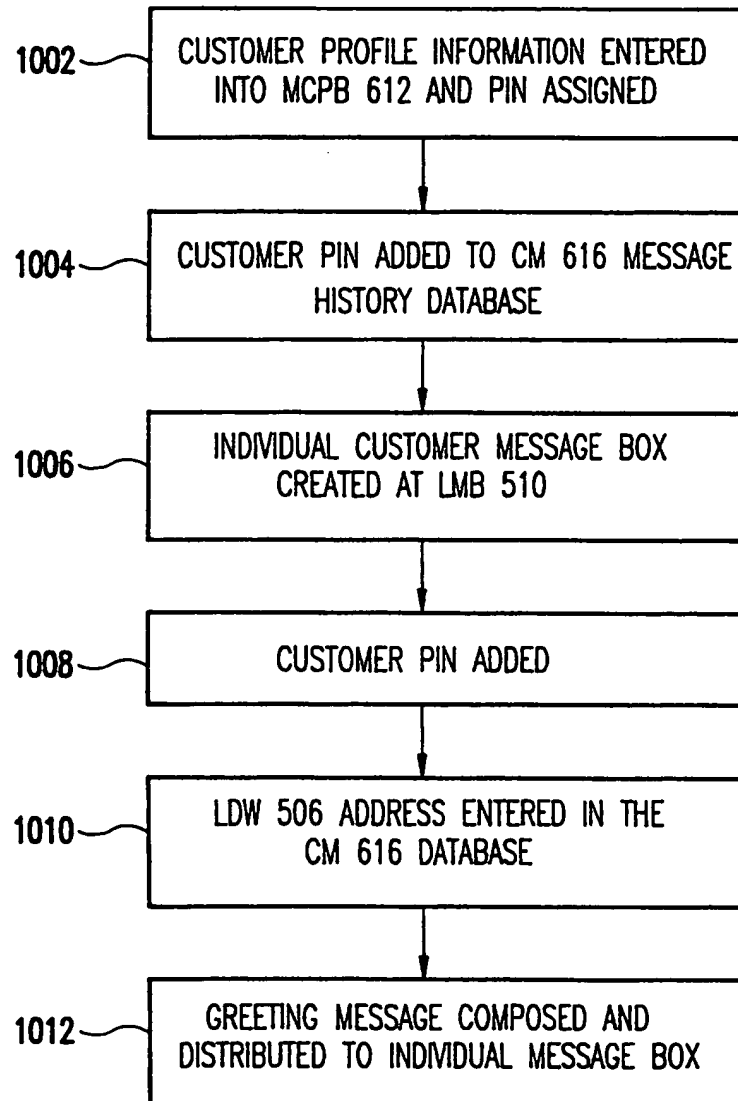 1002
CUSTOMER PROFILE INFORMATION ENTERED
INTO MCPB 612 AND PIN ASSIGNED
1004
CUSTOMER PIN ADDED TO CM 616 MESSAGE
HISTORY DATABASE
1006
INDIVIDUAL CUSTOMER MESSAGE BOX
CREATED AT LMB 510
1008
CUSTOMER PIN ADDED
1010
LDW 506 ADDRESS ENTERED IN THE
CM 616 DATABASE
1012
GREETING MESSAGE COMPOSED AND
DISTRIBUTED TO INDIVIDUAL MESSAGE BOX